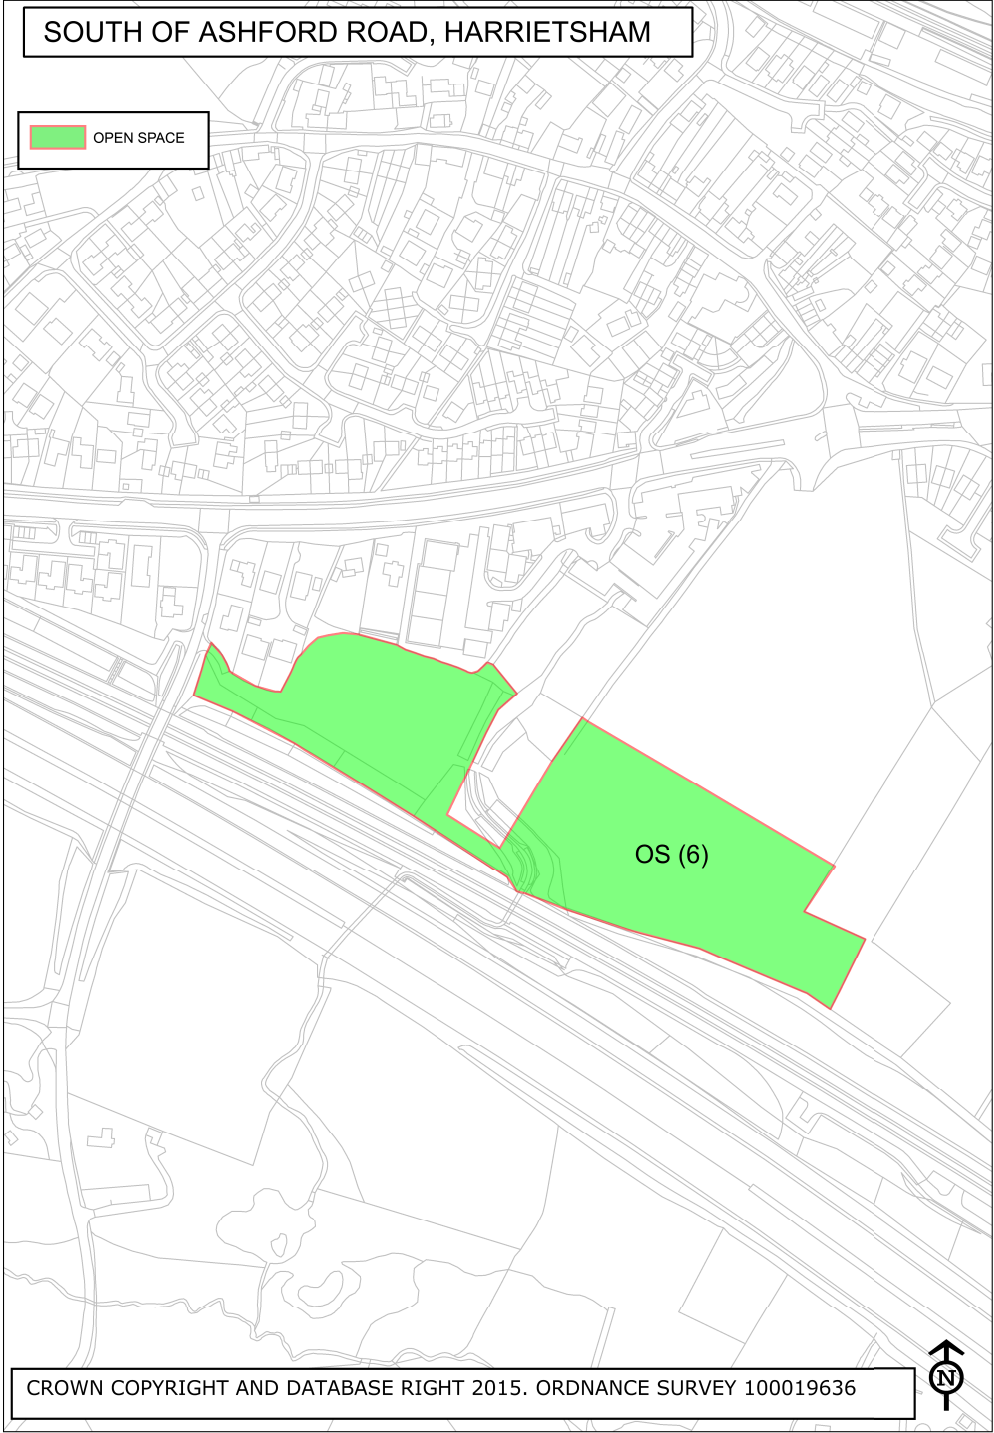 SOUTH OF ASHFORD ROAD, HARRIETSHAM
OPEN SPACE
OS (6)
CROWN COPYRIGHT AND DATABASE RIGHT 2015. ORDNANCE SURVEY 100019636
N